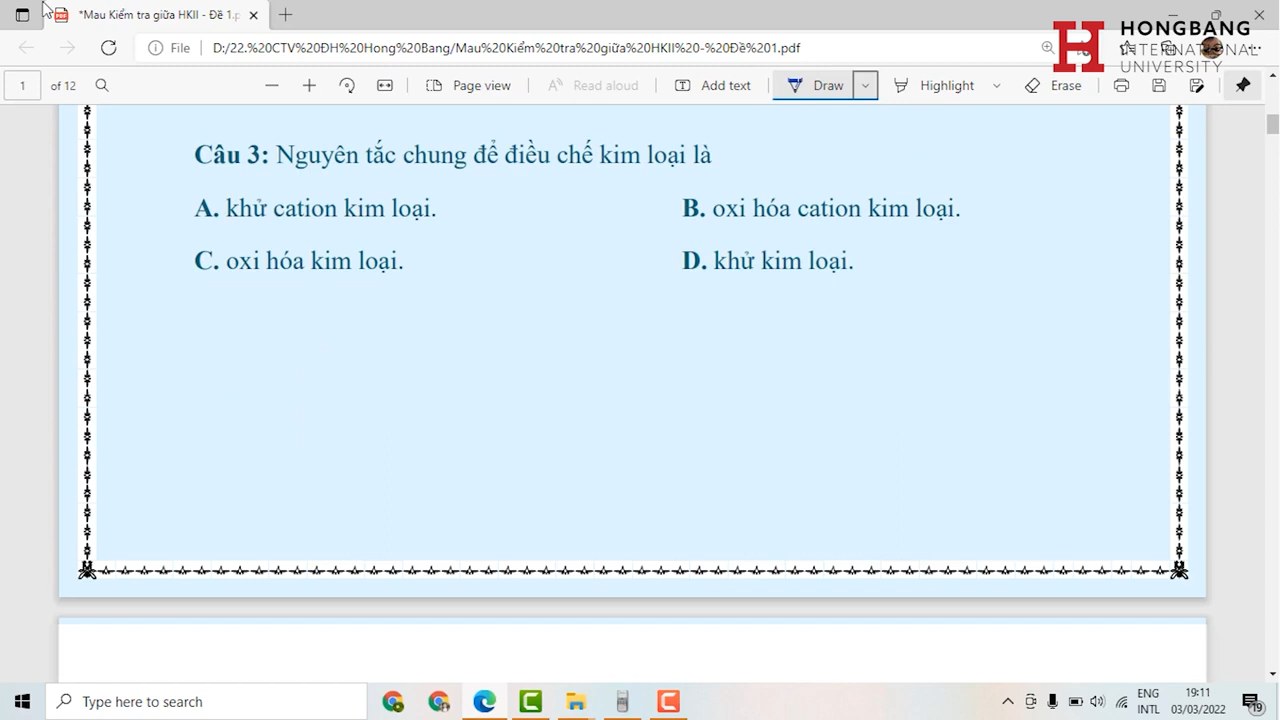 *Mau Kiểm tra giữa HKII - Đề 1.p
File
D:/22.%20CTV%20ĐH%20Hong%20Bang/Mau%20Kiểm%20tra%20giữa%20HKII%20-%20Đề%201.pdf
HONGBANG
INTERNATIONAL
UNIVERSITY
1 of 12
Page view
Read aloud
Add text
Draw
Highlight
Erase
Câu 3: Nguyên tắc chung để điều chế kim loại là
A. khử cation kim loại.
B. oxi hóa cation kim loại.
C. oxi hóa kim loại.
D. khử kim loại.
Type here to search
ENG
INTL
19:11
03/03/2022
19